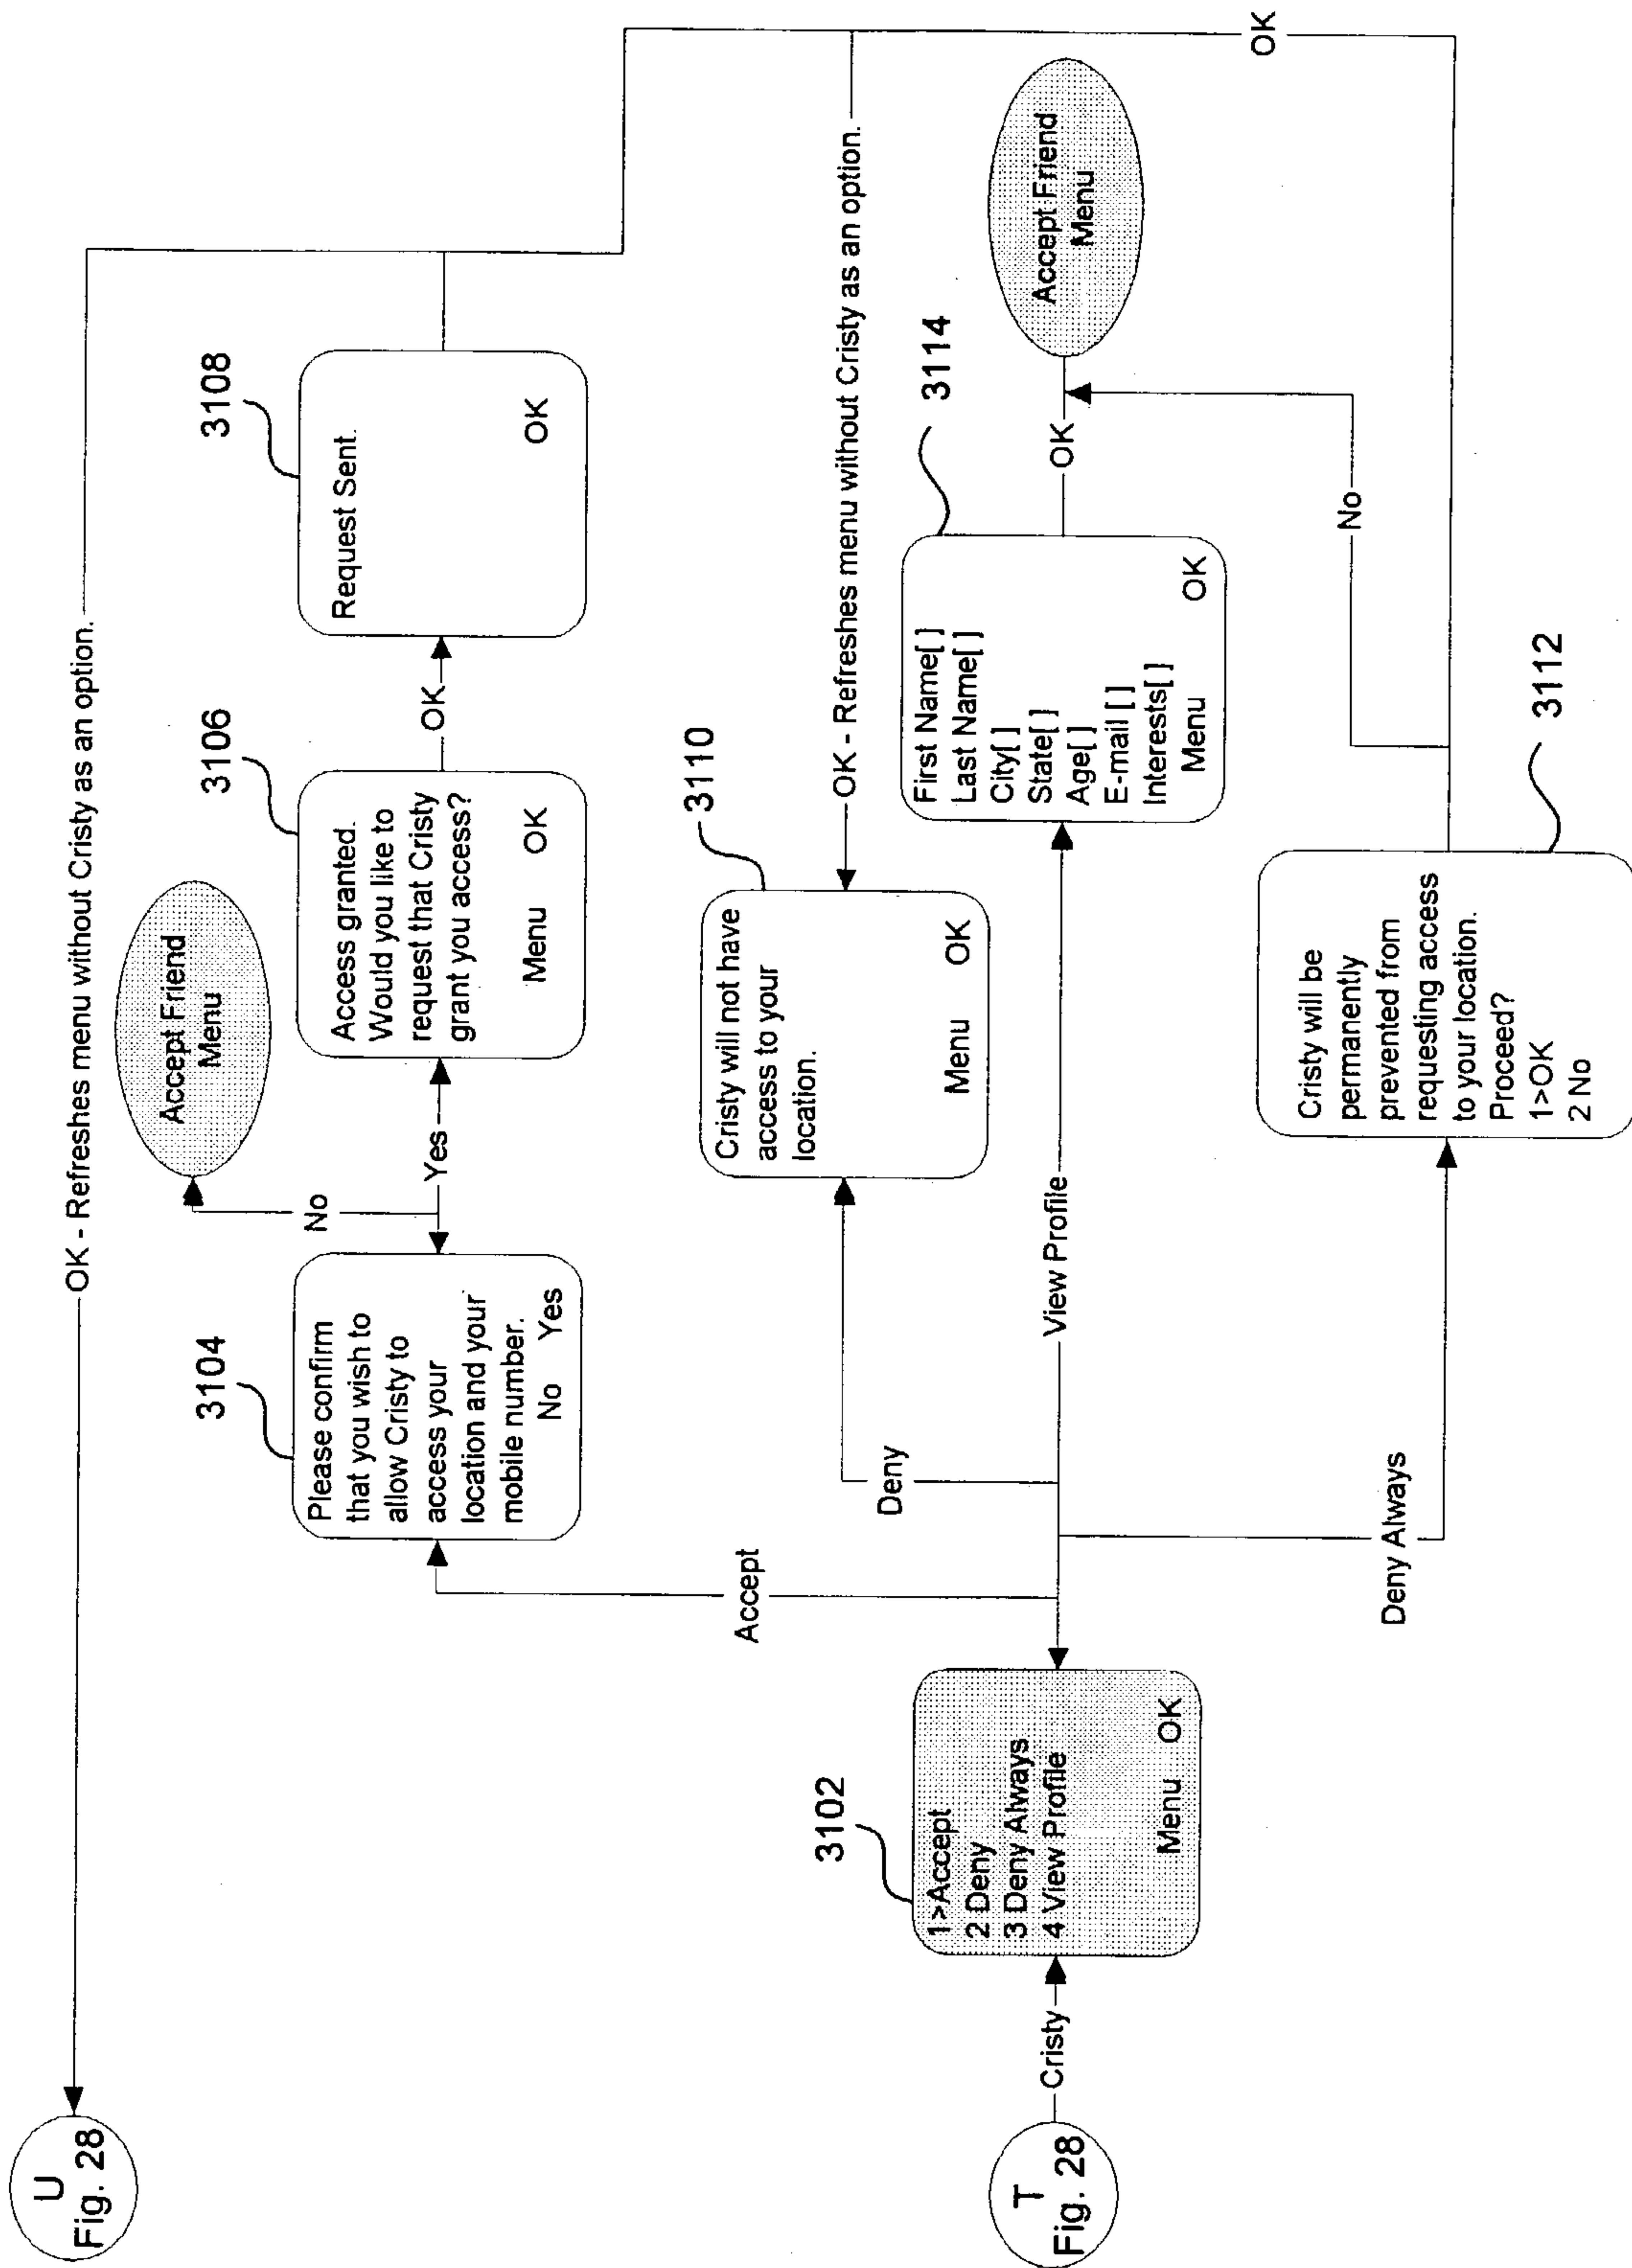 U
Fig. 28
OK - Refreshes menu without Cristy as an option.
3104
Please confirm
that you wish to
allow Cristy to
access your
location and your
mobile number.
No Yes
No
Yes
Accept Friend
Menu
3106
Access granted.
Would you like to
request that Cristy
grant you access?
Menu OK
OK
3108
Request Sent.
OK
Accept
T
Fig. 28
Cristy
3102
1>Accept
2 Deny
3 Deny Always
4 View Profile
Menu OK
Deny
3110
Cristy will not have
access to your
location.
Menu OK
OK - Refreshes menu without Cristy as an option.
View Profile
3114
First Name[ ]
Last Name[ ]
City[ ]
State[ ]
Age[ ]
E-mail [ ]
Interests[ ]
Menu OK
OK
Accept Friend
Menu
Deny Always
3112
Cristy will be
permanently
prevented from
requesting access
to your location.
Proceed?
1>OK
2 No
No
OK